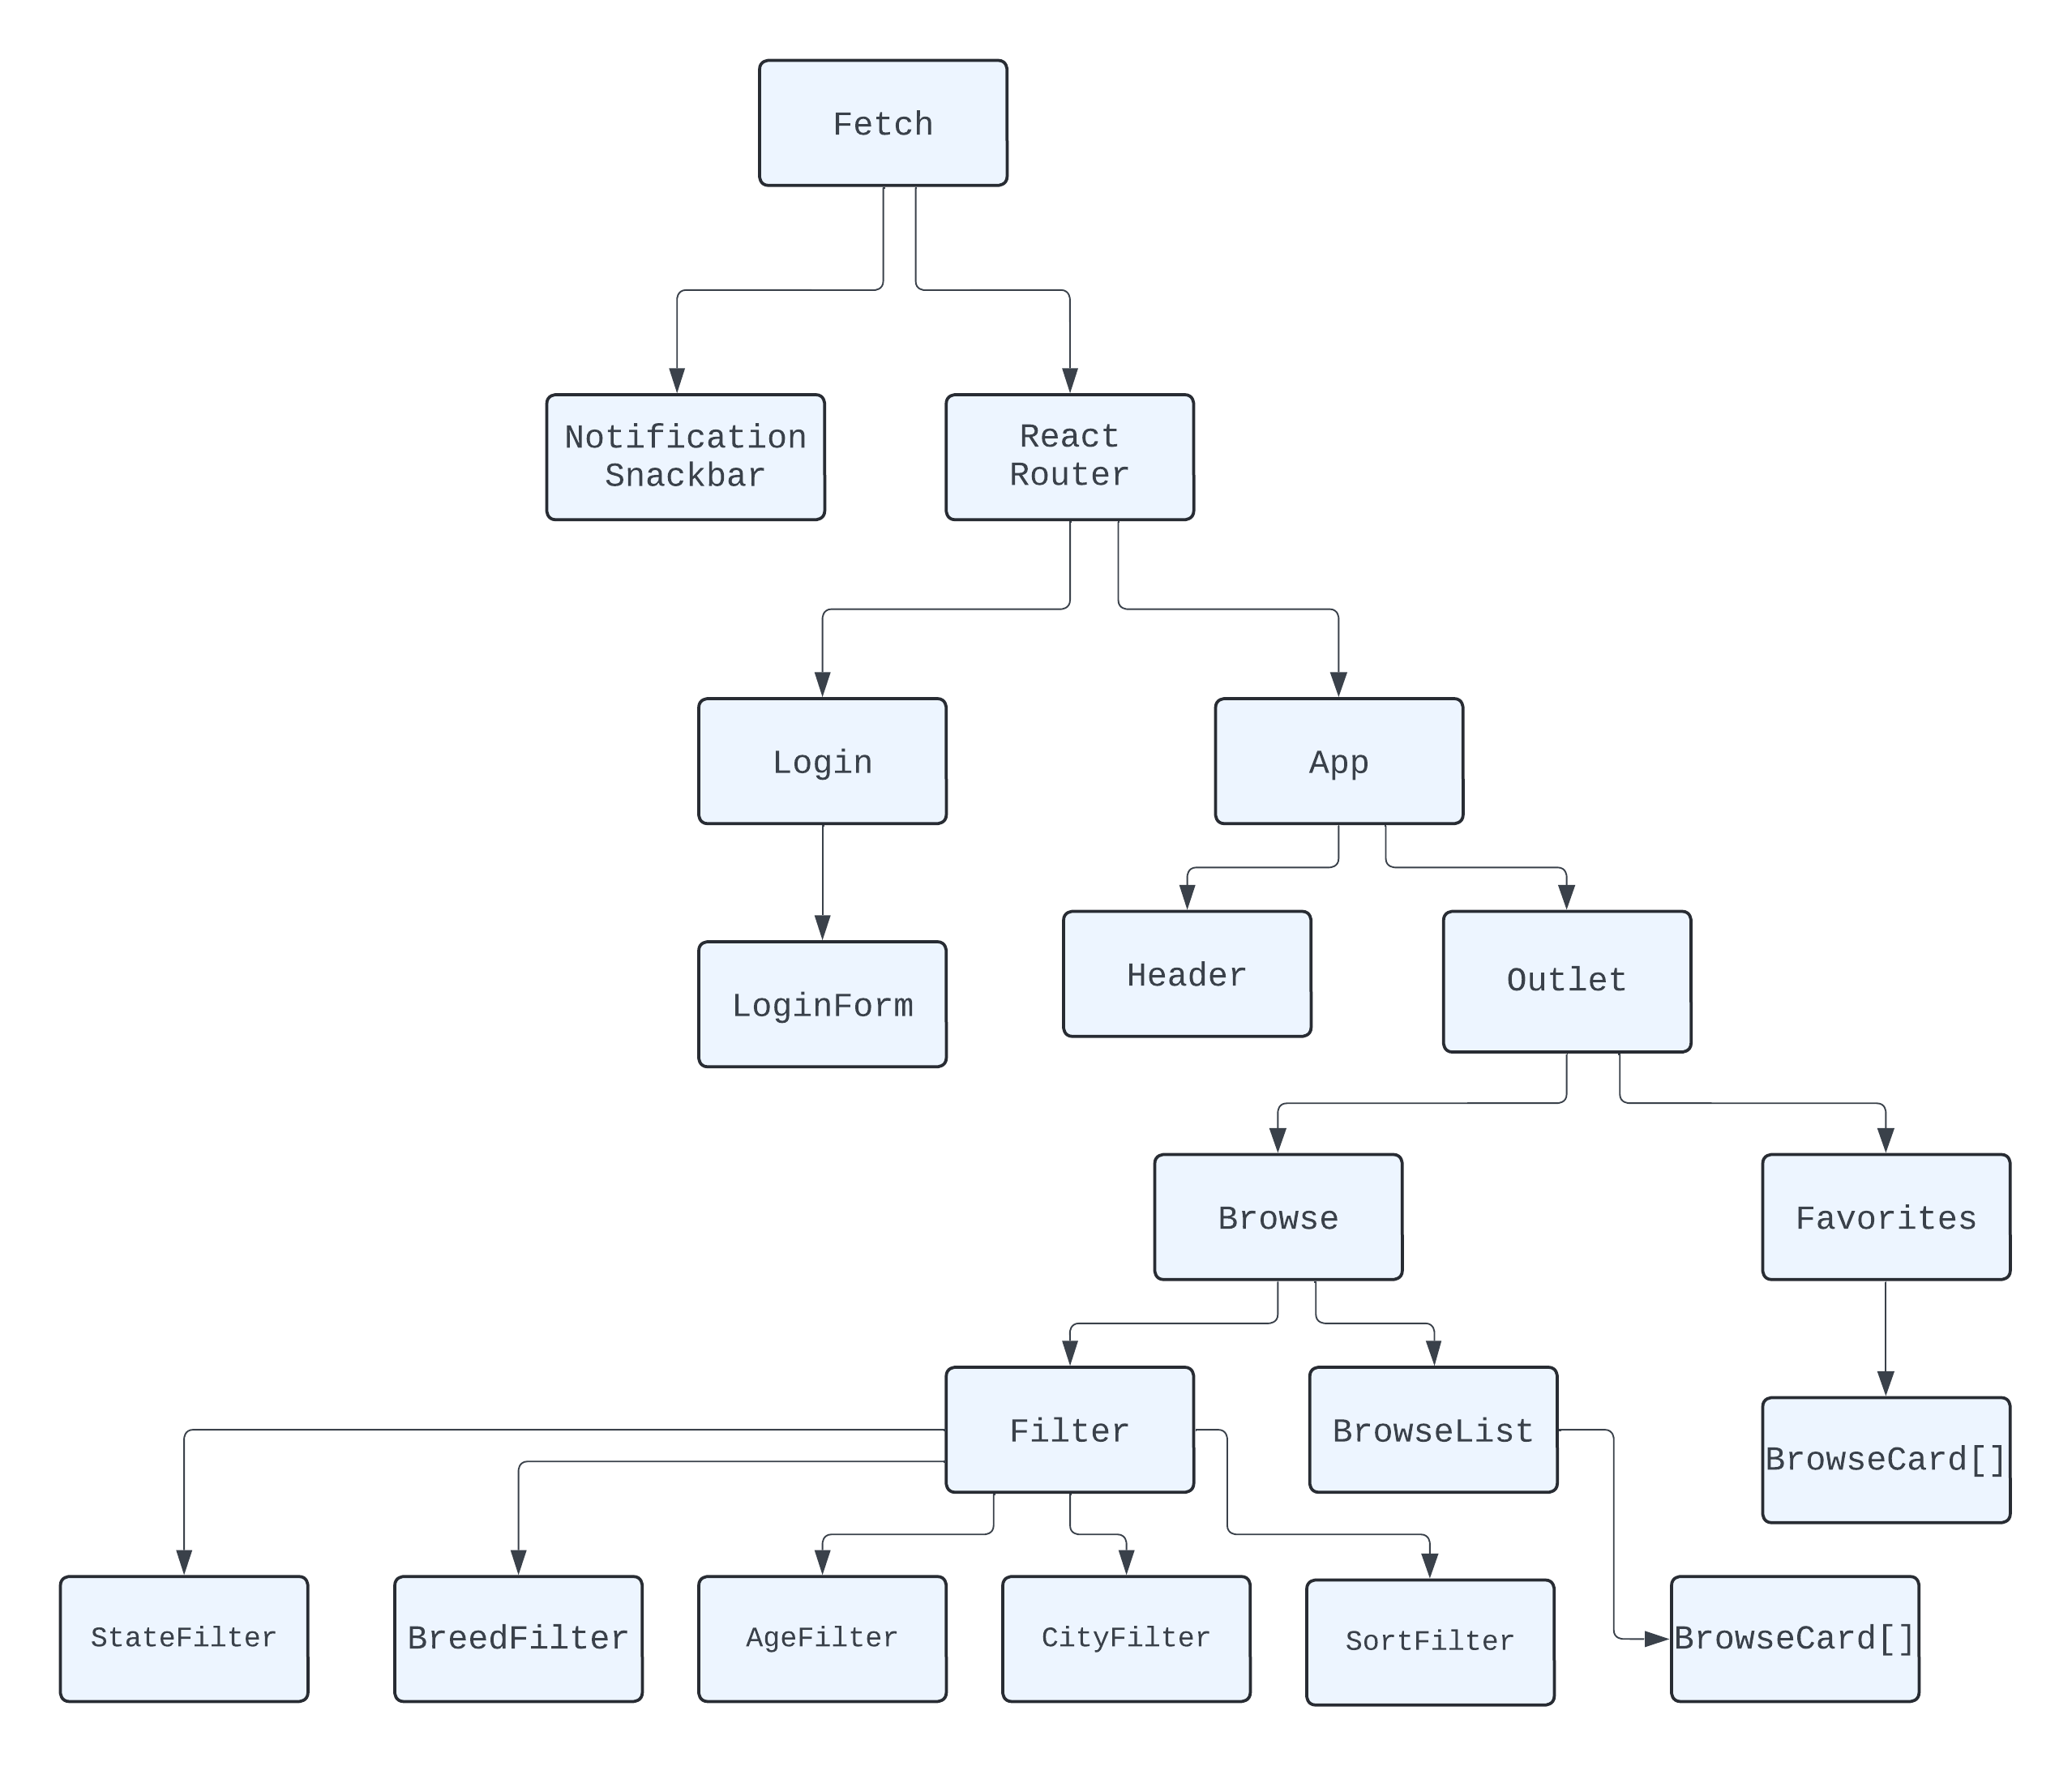 Fetch
Notification
Snackbar
React
Router
Login
App
Header
Outlet
LoginForm
Browse
Favorites
Filter
BrowseList
BrowseCard[]
StateFilter
BreedFilter
AgeFilter
CityFilter
SortFilter
BrowseCard[]